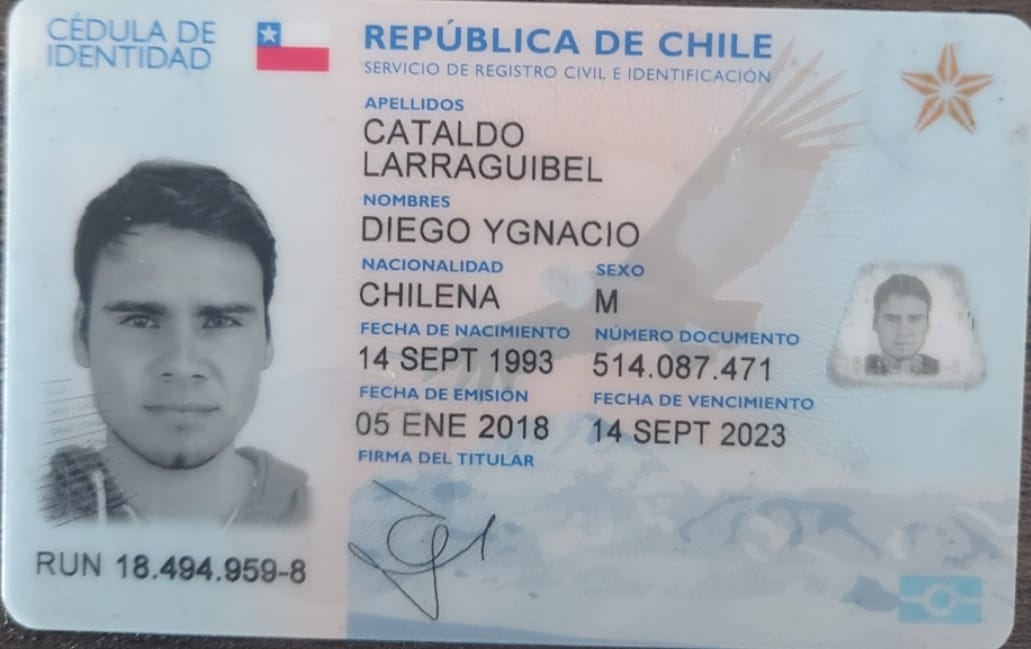 CÉDULA DE
IDENTIDAD
REPÚBLICA DE CHILE
SERVICIO DE REGISTRO CIVIL E IDENTIFICACIÓN
APELLIDOS
CATALDO
LARRAGUIBEL
NOMBRES
DIEGO YGNACIO
NACIONALIDAD SEXO
CHILENA M
FECHA DE NACIMIENTO NÚMERO DOCUMENTO
14 SEPT 1993 514.087.471
FECHA DE EMISIÓN FECHA DE VENCIMIENTO
05 ENE 2018 14 SEPT 2023
FIRMA DEL TITULAR
RUN 18.494.959-8